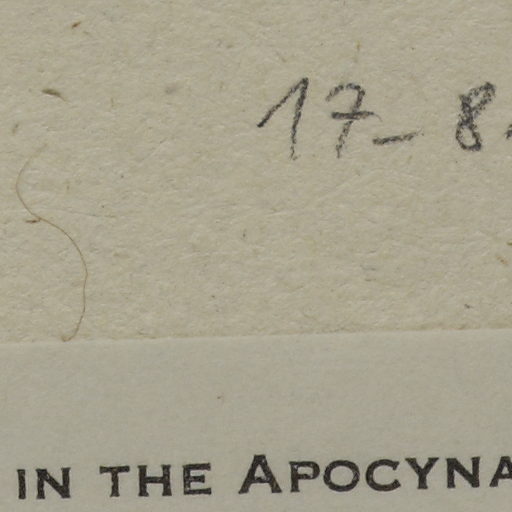 17-8
IN THE APOCYNA